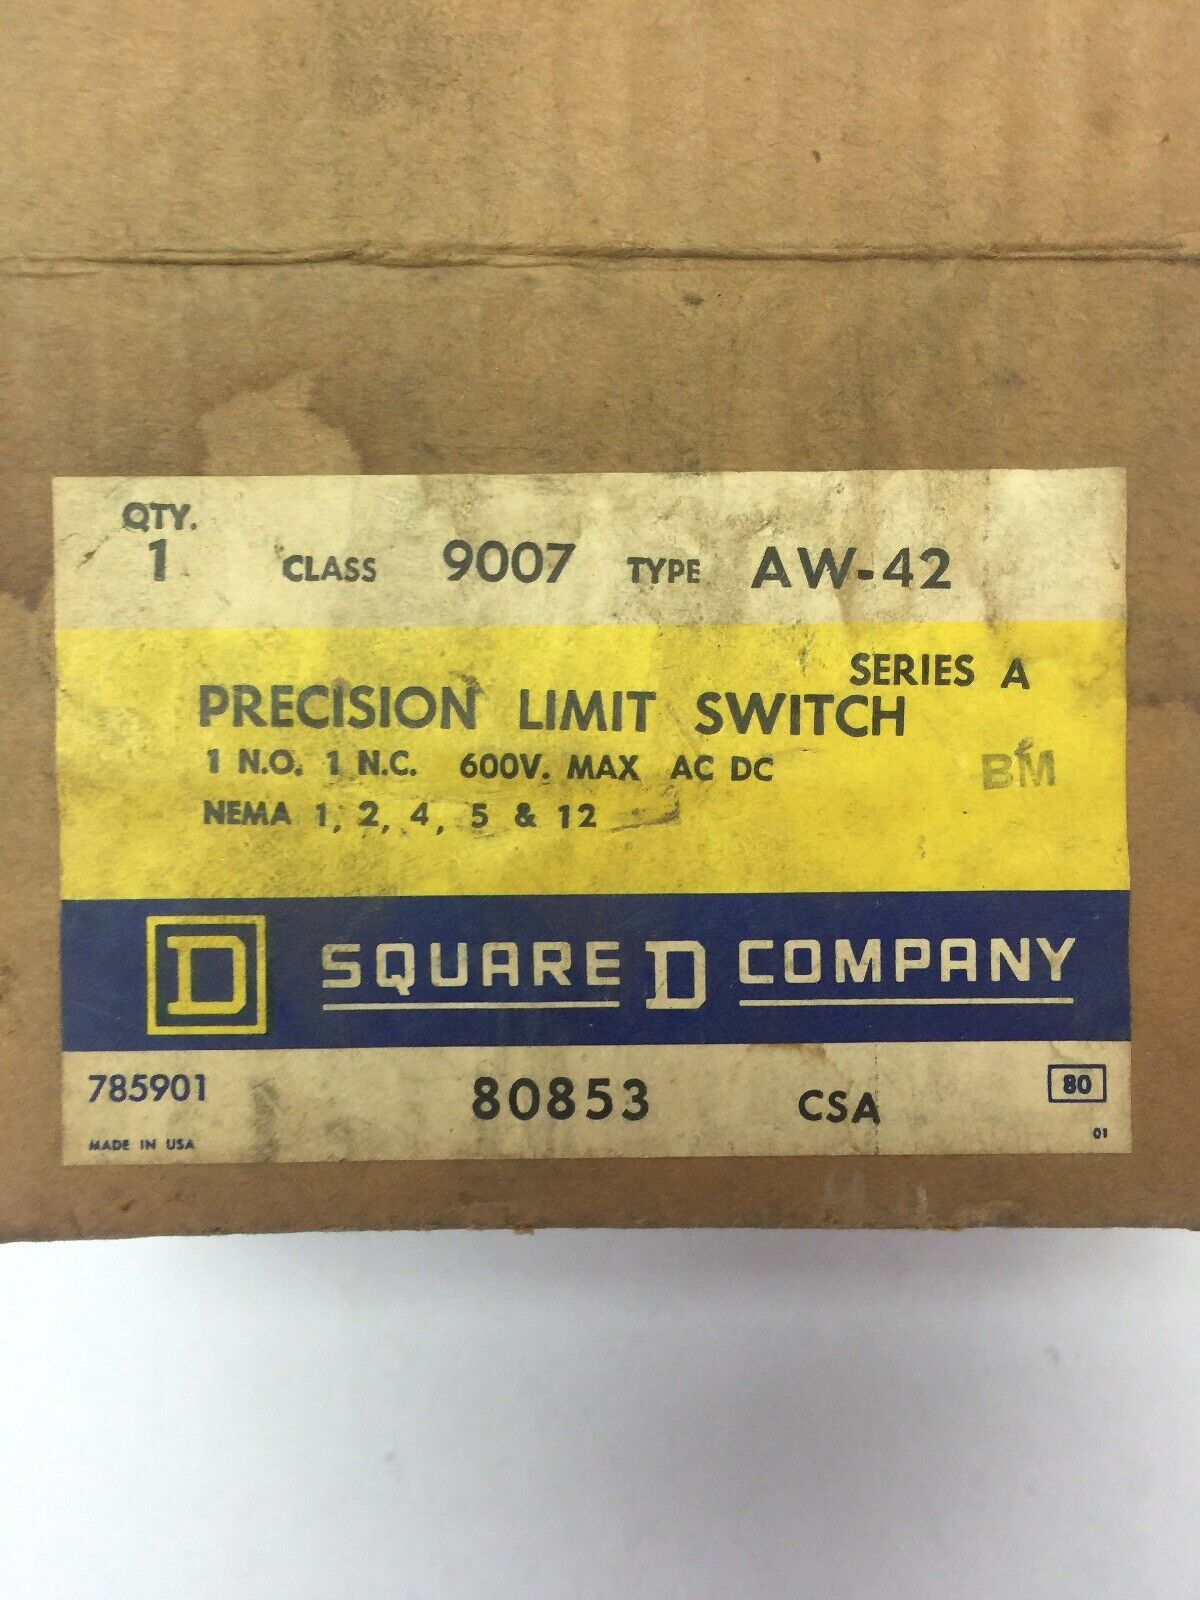 QTY.
1 CLASS 9007 TYPE AW-42
SERIES A
PRECISION LIMIT SWITCH
1 N.O. 1 N.C. 600V. MAX AC DC
BM
NEMA 1, 2, 4, 5 & 12
D SQUARE D COMPANY
785901 80853 CSA 80
MADE IN USA 01